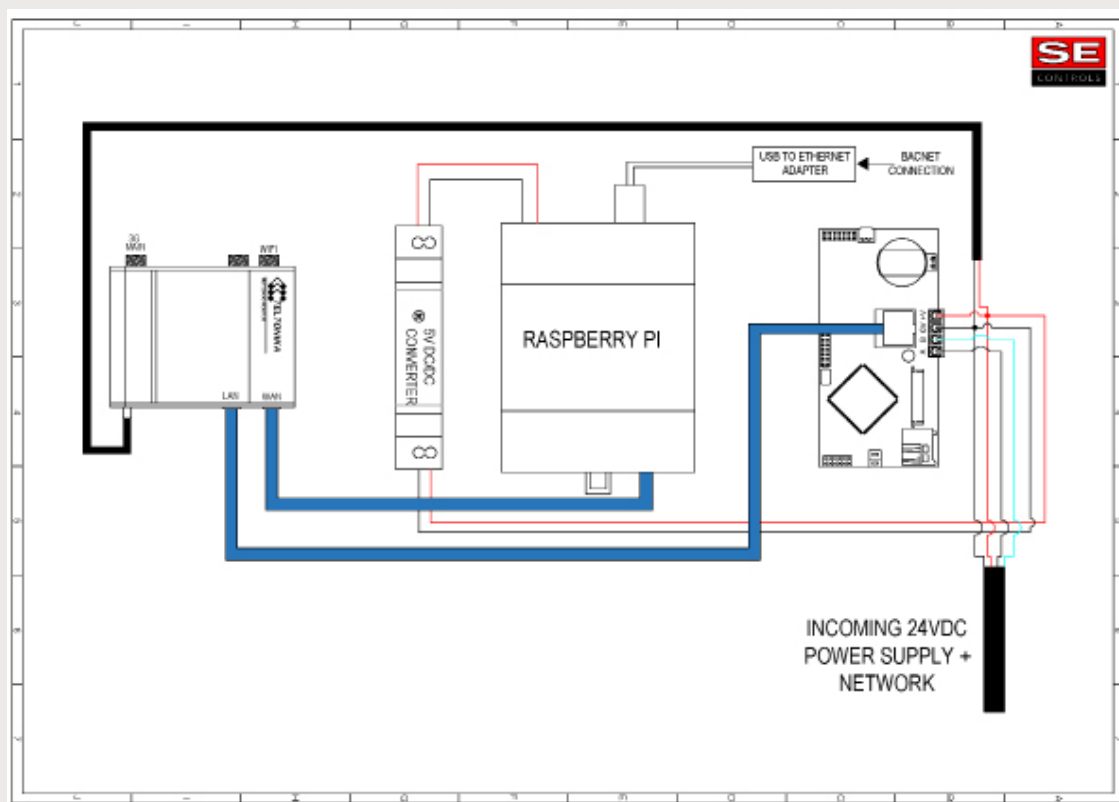 SE
CONTROLS
USB TO ETHERNET
ADAPTER
BACNET
CONNECTION
3G
MAIN
WIFI
TELTONIKA
5V DC/DC
CONVERTER
RASPBERRY PI
LAN
WAN
INCOMING 24VDC
POWER SUPPLY +
NETWORK